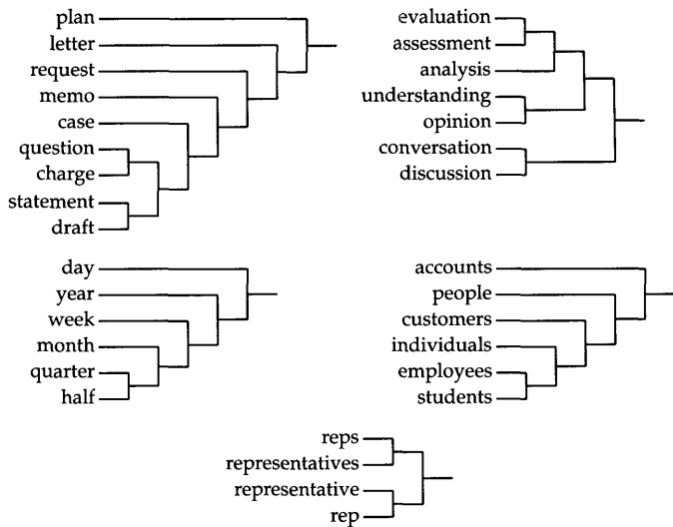 plan
letter
request
memo
case
question
charge
statement
draft
evaluation
assessment
analysis
understanding
opinion
conversation
discussion
day
year
week
month
quarter
half
accounts
people
customers
individuals
employees
students
reps
representatives
representative
rep